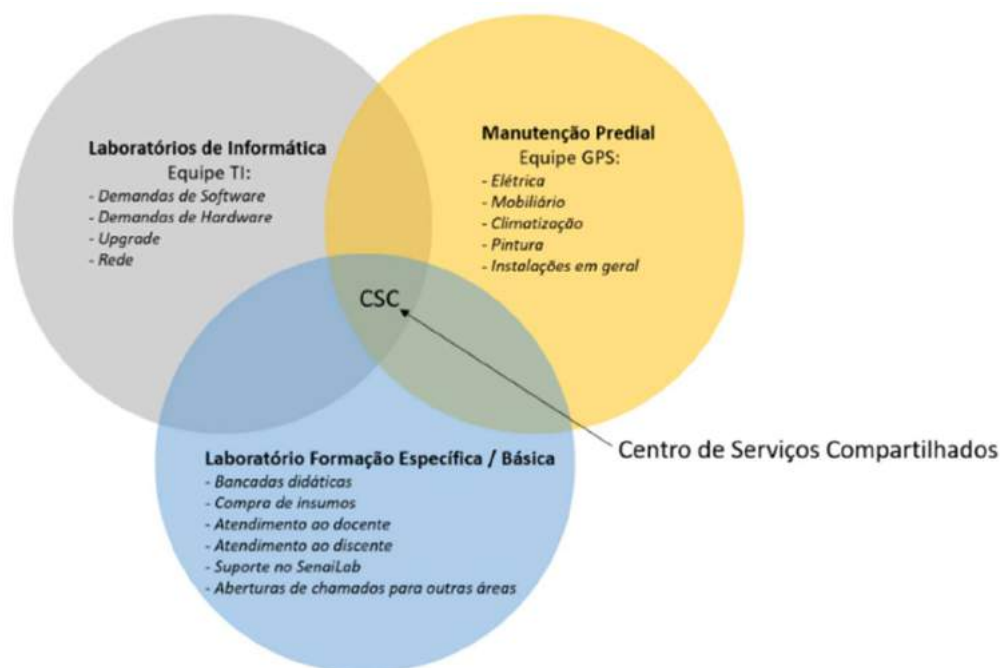 Laboratórios de Informática
Equipe TI:
- Demandas de Software
- Demandas de Hardware
- Upgrade
- Rede
Manutenção Predial
Equipe GPS:
- Elétrica
- Mobiliário
- Climatização
- Pintura
- Instalações em geral
CSC
Centro de Serviços Compartilhados
Laboratório Formação Específica / Básica
- Bancadas didáticas
- Compra de insumos
- Atendimento ao docente
- Atendimento ao discente
- Suporte no SenaiLab
- Aberturas de chamados para outras áreas